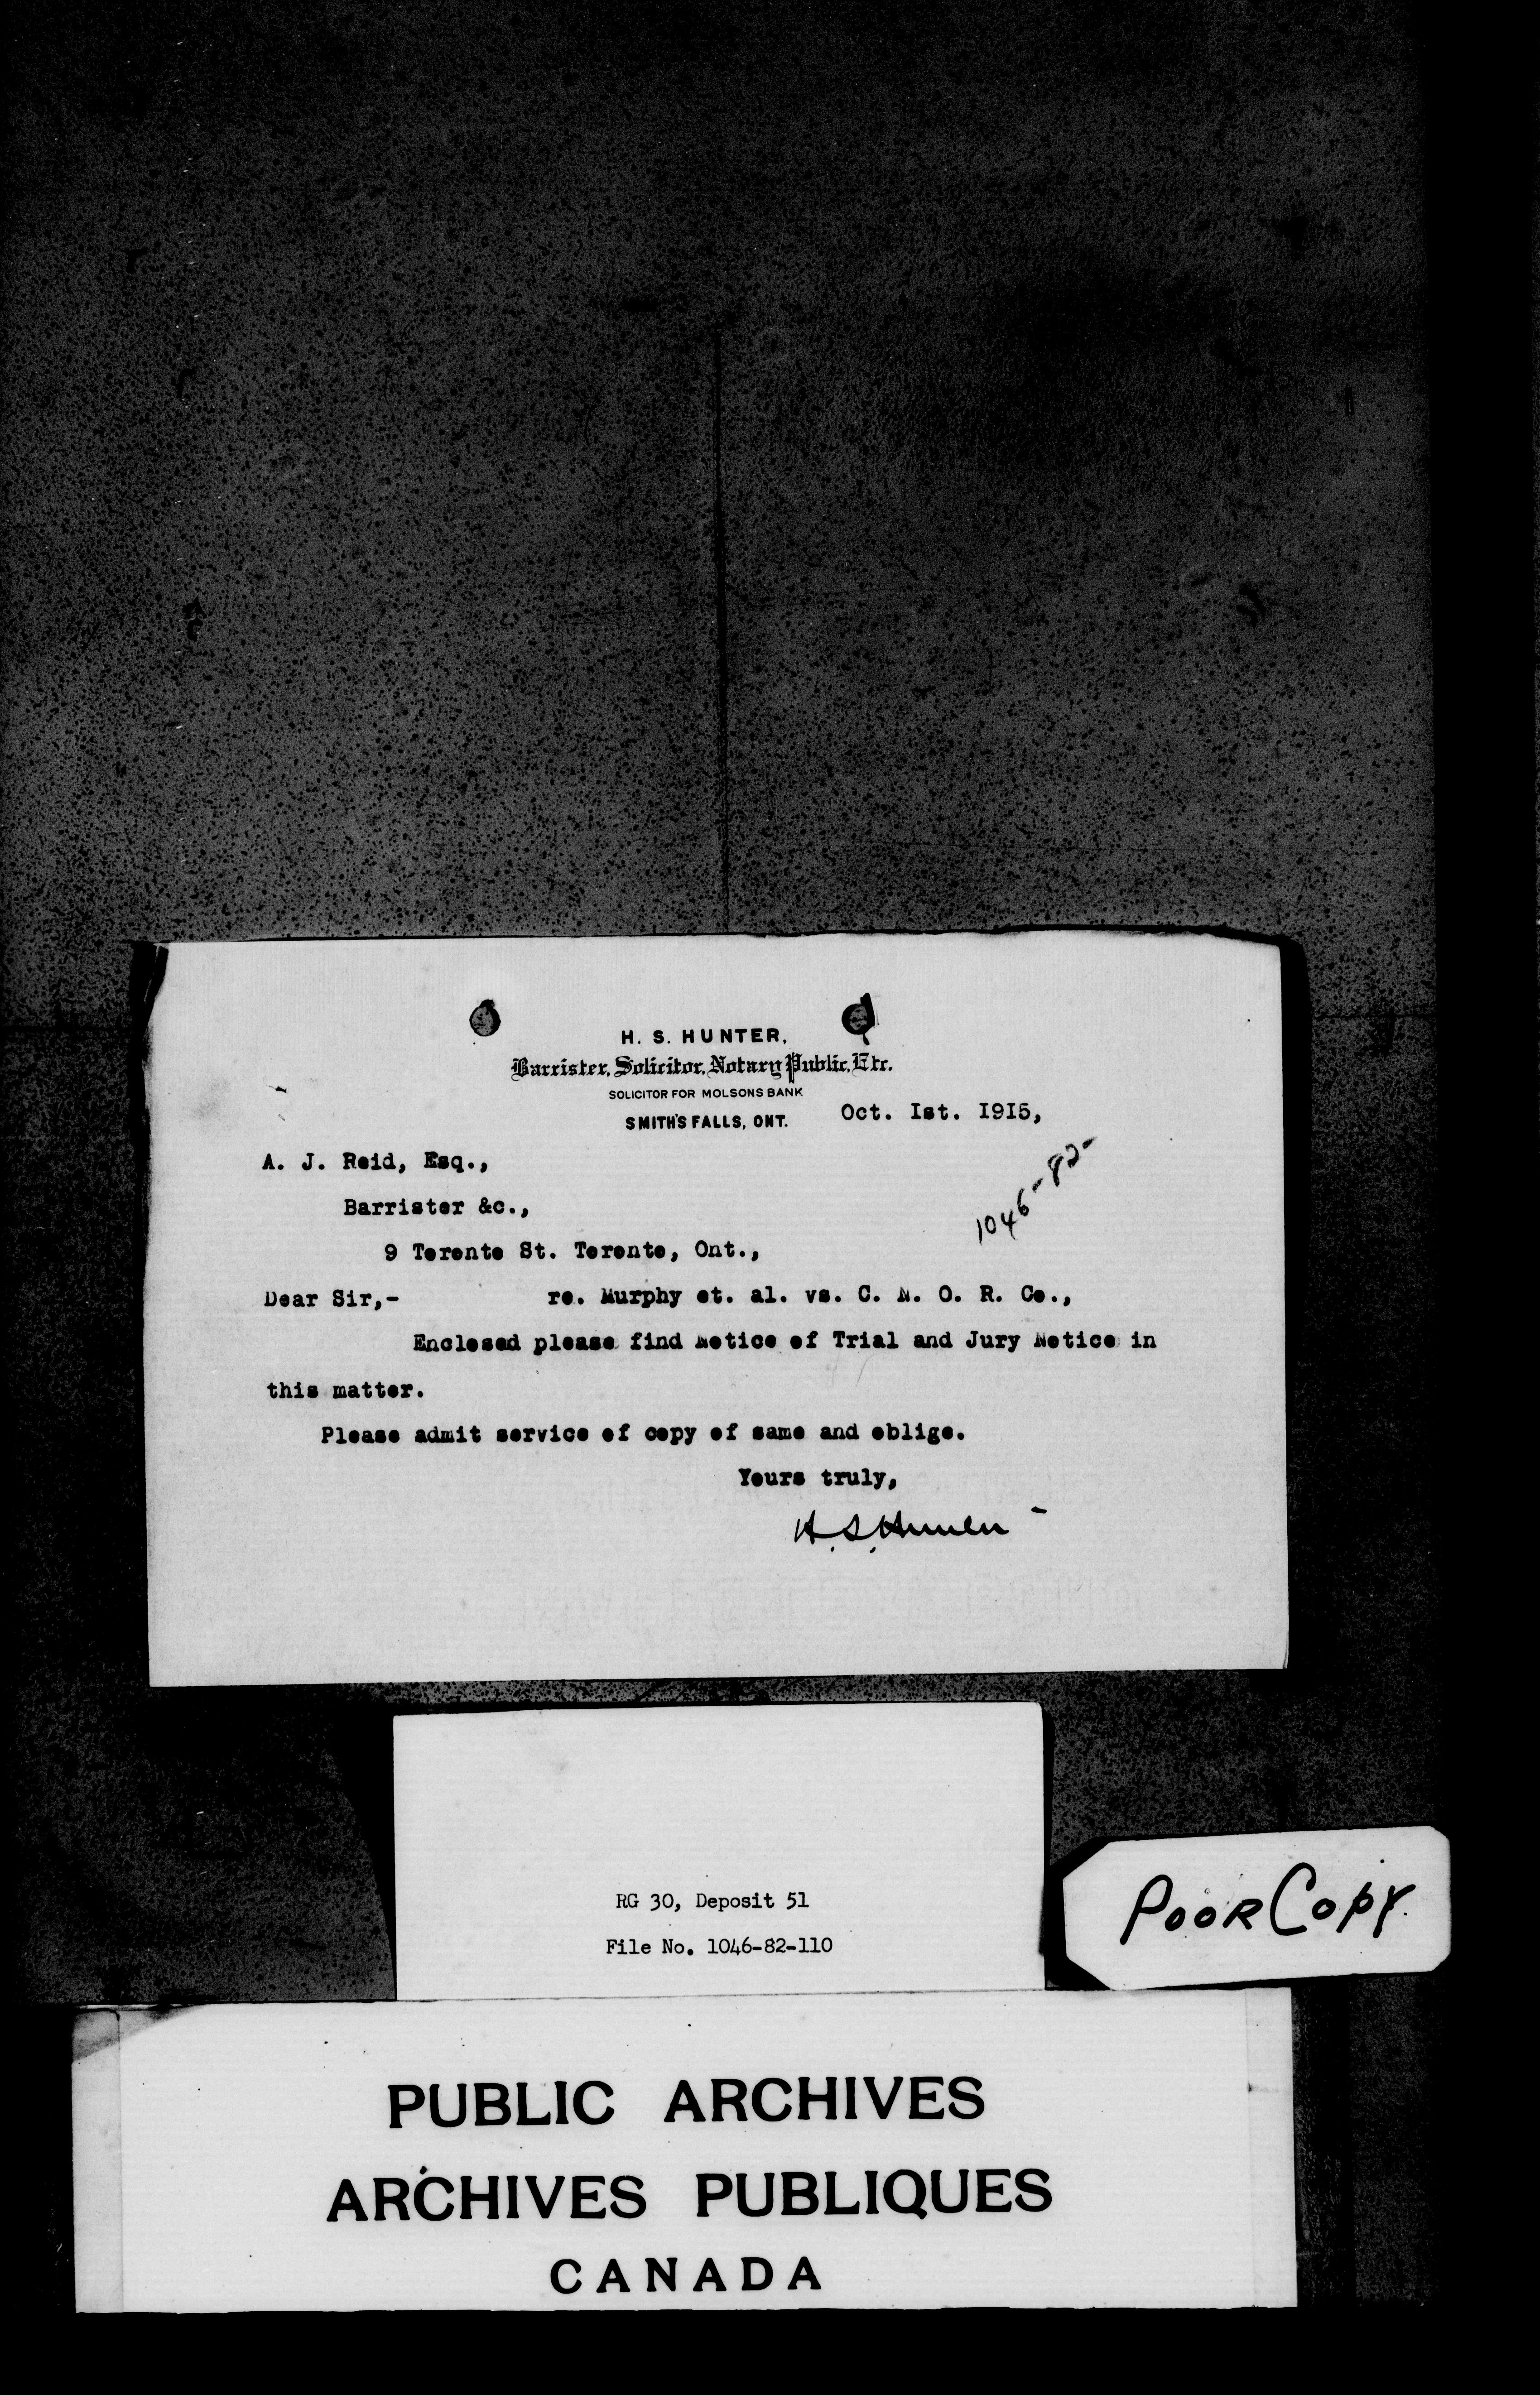 H. S. HUNTER,
Barrister, Solicitor, Notary Public, Etc.
SOLICITOR FOR MOLSONS BANK
SMITH'S FALLS, ONT. Oct. Ist. I9I5,
1046-82-
A. J. Reid, Esq.,
Barrister &c.,
9 Toronto St. Toronto, Ont.,
Dear Sir,- re. Murphy et. al. vs. C. N. O. R. Co.,
Enclosed please find Notice of Trial and Jury Notice in
this matter.
Please admit service of copy of same and oblige.
Yours truly,
H. S. Hunter
RG 30, Deposit 51
File No. 1046-82-110
POOR COPY.
PUBLIC ARCHIVES
ARCHIVES PUBLIQUES
CANADA